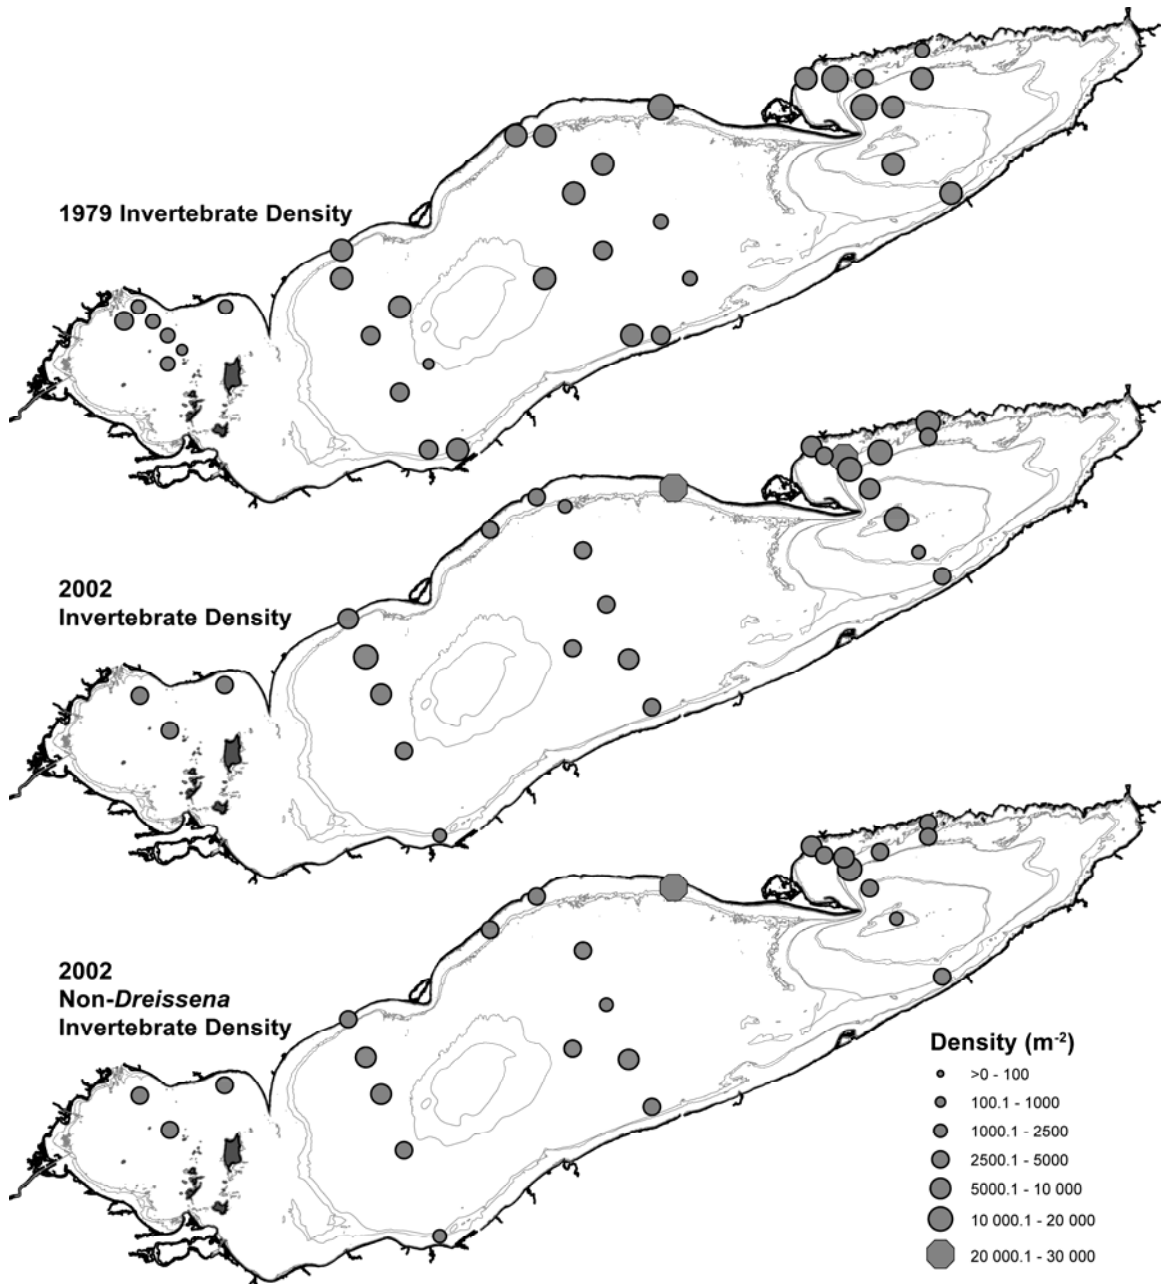 1979 Invertebrate Density
2002
Invertebrate Density
2002
Non-Dreissena
Invertebrate Density
Density (m-2)
>0 - 100
100.1 - 1000
1000.1 - 2500
2500.1 - 5000
5000.1 - 10 000
10 000.1 - 20 000
20 000.1 - 30 000